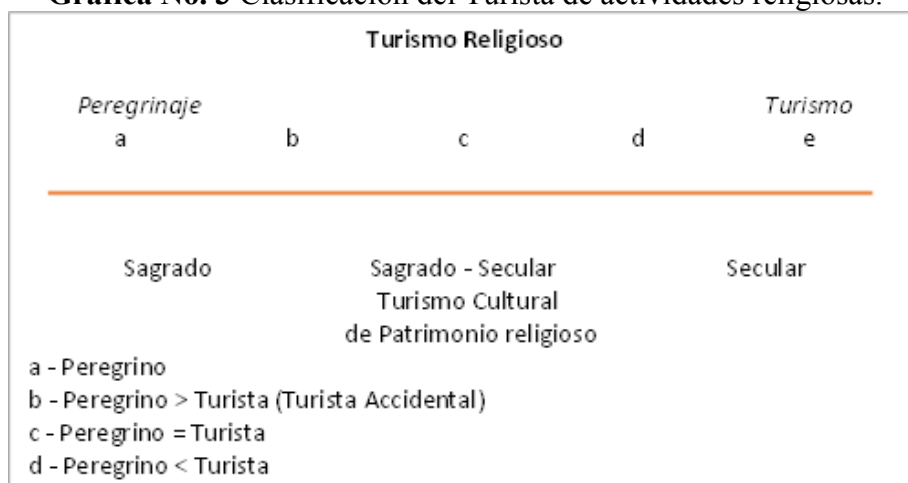 Gráfica No. 3 Clasificación del Turista de actividades religiosas.
Turismo Religioso
Peregrinaje Turismo
a b c d e
Sagrado Sagrado - Secular Secular
Turismo Cultural
de Patrimonio religioso
a - Peregrino
b - Peregrino > Turista (Turista Accidental)
c - Peregrino = Turista
d - Peregrino < Turista